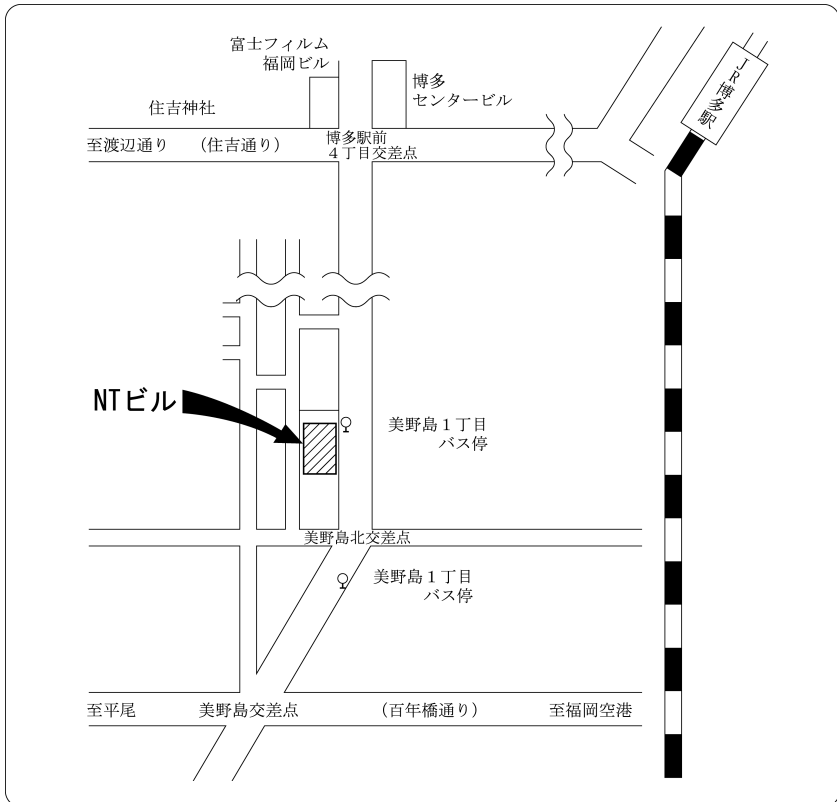 富士フィルム
福岡ビル
博多
センタービル
JR博多駅
住吉神社
至渡辺通り
(住吉通り)
博多駅前
4丁目交差点
NTビル
美野島1丁目
バス停
美野島北交差点
美野島1丁目
バス停
至平尾
美野島交差点
(百年橋通り)
至福岡空港